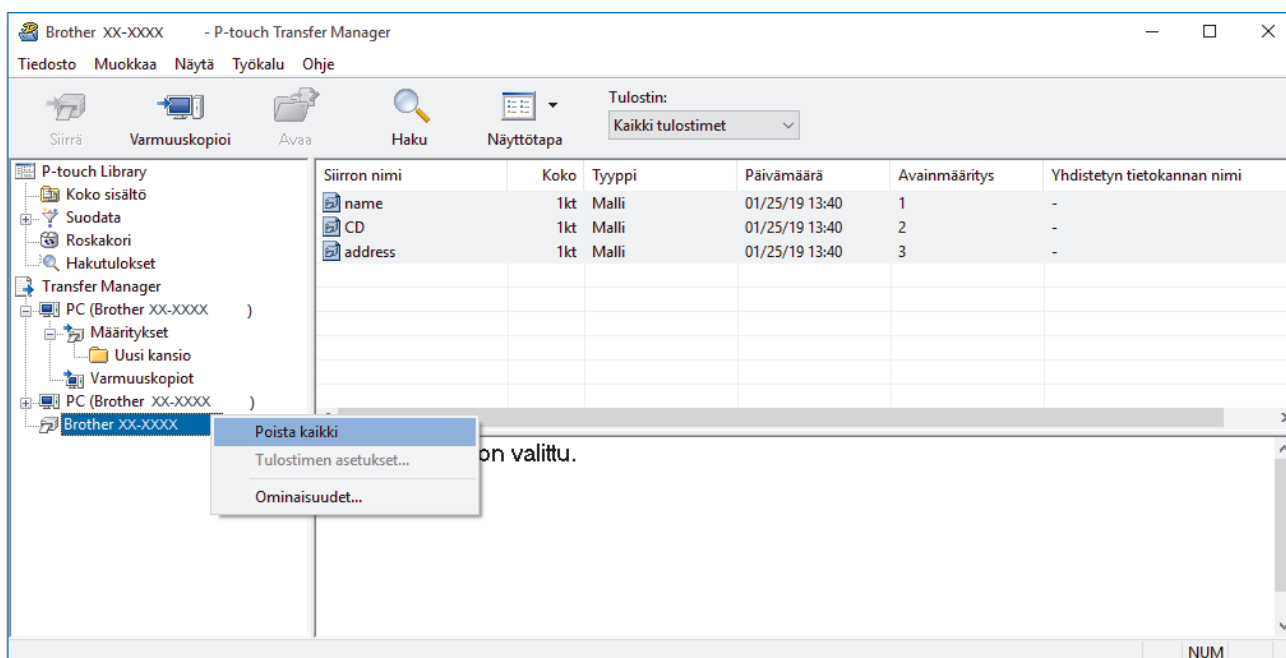 Brother XX-XXXX - P-touch Transfer Manager
Tiedosto Muokkaa Näytä Työkalu Ohje
Siirrä Varmuuskopioi Avaa Haku Näyttötapa
Tulostin:
Kaikki tulostimet
P-touch Library
Koko sisältö
Suodata
Roskakori
Hakutulokset
Transfer Manager
PC (Brother XX-XXXX )
Määritykset
Uusi kansio
Varmuuskopiot
PC (Brother XX-XXXX )
Brother XX-XXXX
Siirron nimi Koko Tyyppi Päivämäärä Avainmääritys Yhdistetyn tietokannan nimi
name 1kt Malli 01/25/19 13:40 1 -
CD 1kt Malli 01/25/19 13:40 2 -
address 1kt Malli 01/25/19 13:40 3 -
Poista kaikki
Tulostimen asetukset...
Ominaisuudet...
on valittu.
NUM